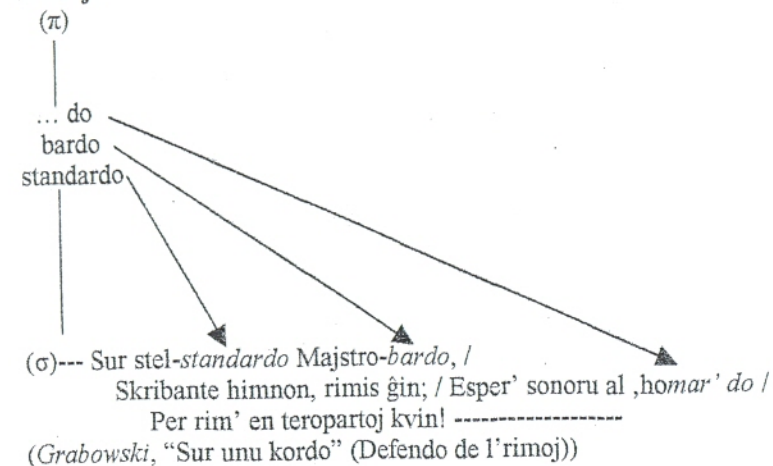 (π)
... do
bardo
standardo
(σ)--- Sur stel-standardo Majstro-bardo, /
Skribante himnon, rimis ĝin; / Esper’ sonoru al ‚homar’ do /
Per rim’ en teropartoj kvin! -------------------
(Grabowski, “Sur unu kordo” (Defendo de l’rimoj))